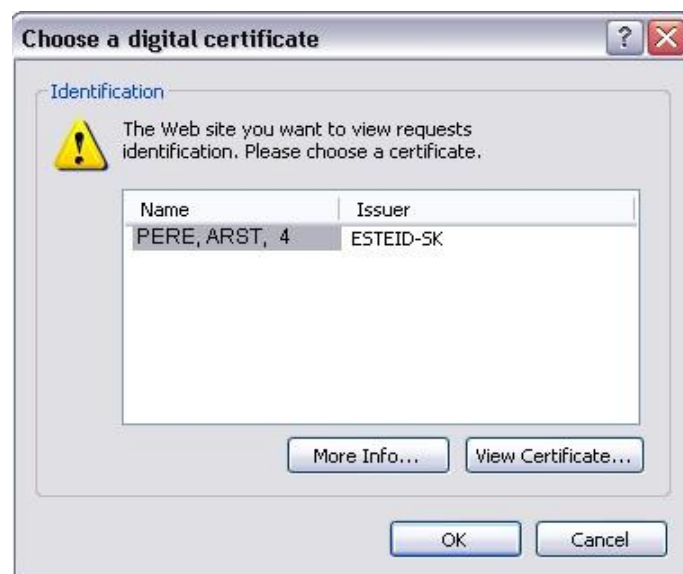 Choose a digital certificate
Identification
The Web site you want to view requests
identification. Please choose a certificate.
Name Issuer
PERE, ARST, 4 ESTEID-SK
More Info... View Certificate...
OK Cancel